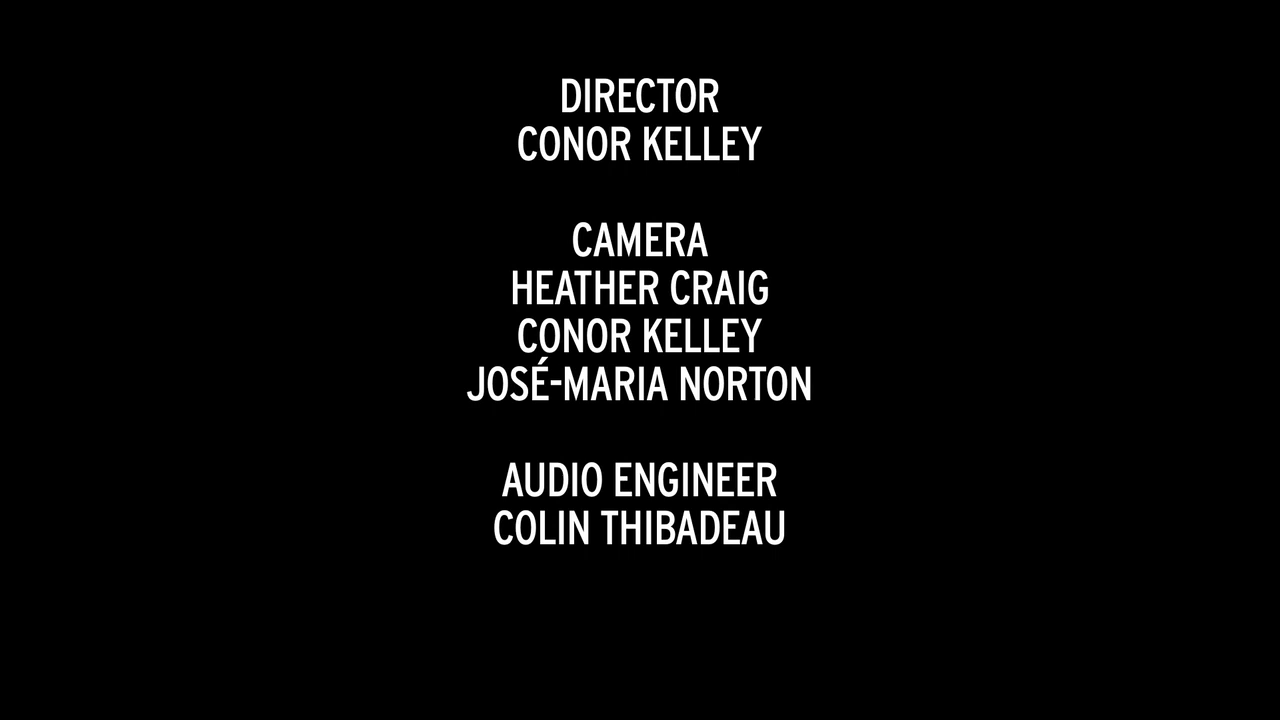 DIRECTOR
CONOR KELLEY
CAMERA
HEATHER CRAIG
CONOR KELLEY
JOSÉ-MARIA NORTON
AUDIO ENGINEER
COLIN THIBADEAU